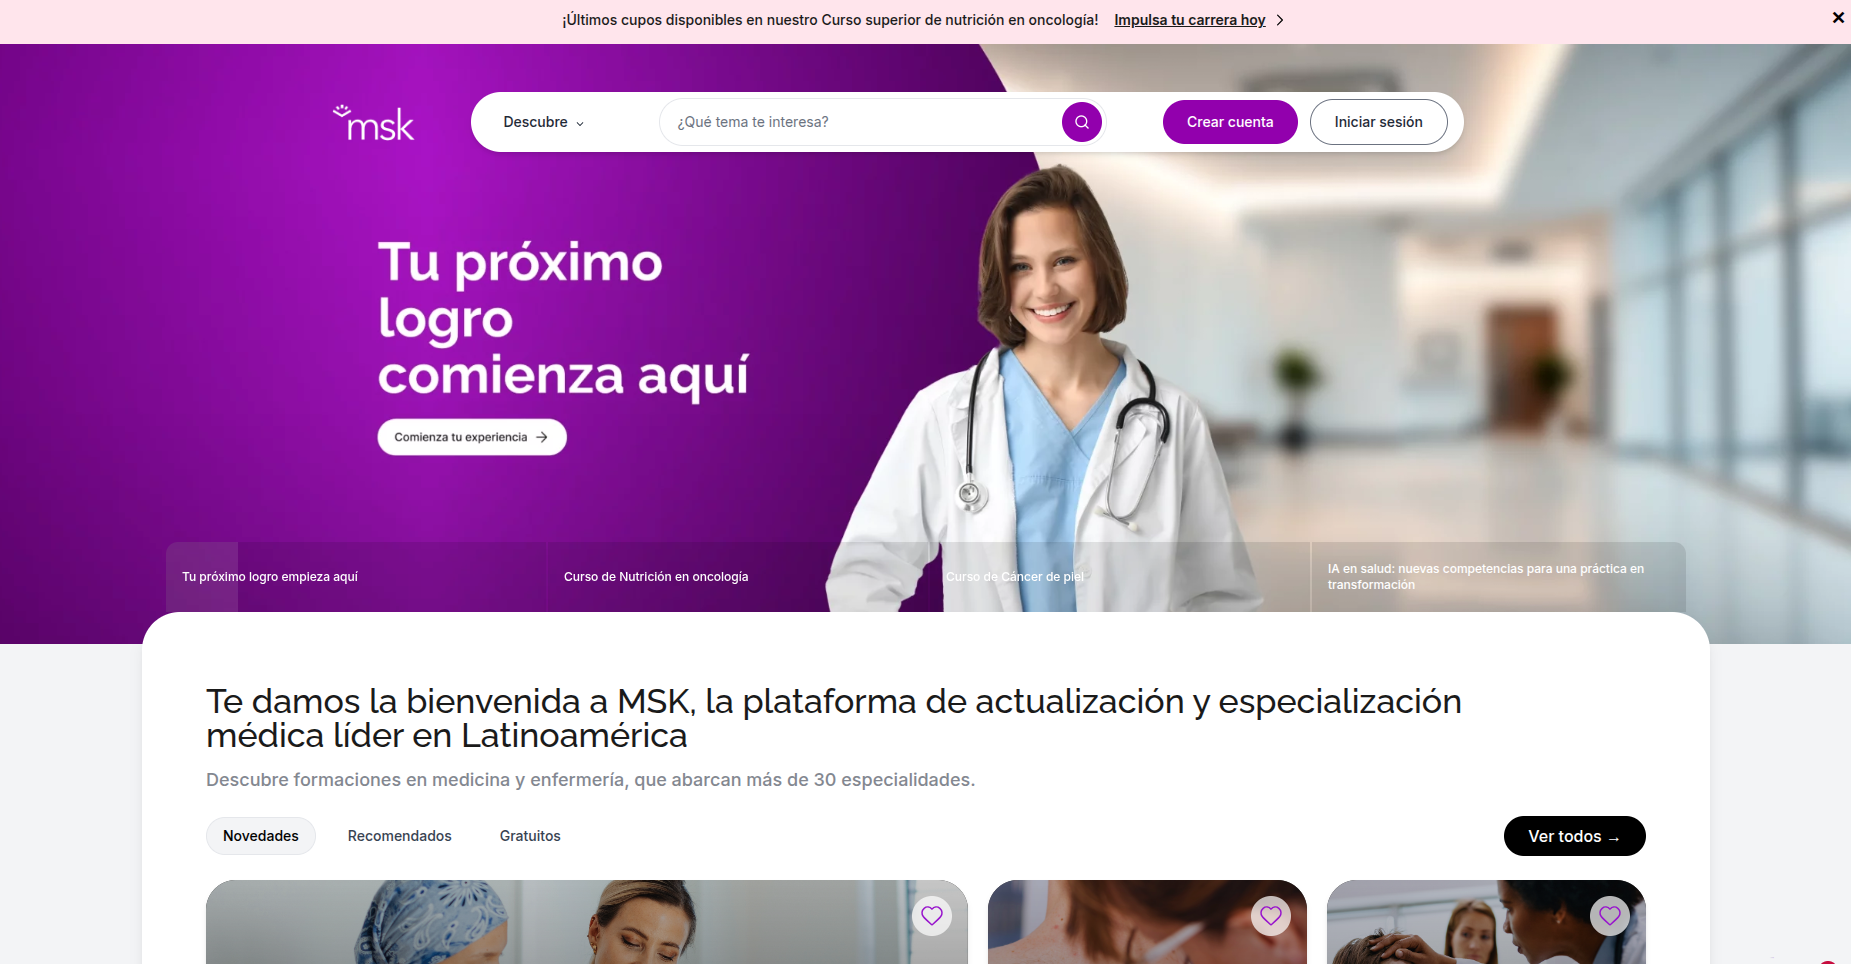 ¡Últimos cupos disponibles en nuestro Curso superior de nutrición en oncología! Impulsa tu carrera hoy
msk
Descubre
¿Qué tema te interesa?
Crear cuenta
Iniciar sesión
Tu próximo
logro
comienza aquí
Comienza tu experiencia →
Tu próximo logro empieza aquí
Curso de Nutrición en oncología
Curso de Cáncer de piel
IA en salud: nuevas competencias para una práctica en
transformación
Te damos la bienvenida a MSK, la plataforma de actualización y especialización
médica líder en Latinoamérica
Descubre formaciones en medicina y enfermería, que abarcan más de 30 especialidades.
Novedades
Recomendados
Gratuitos
Ver todos →